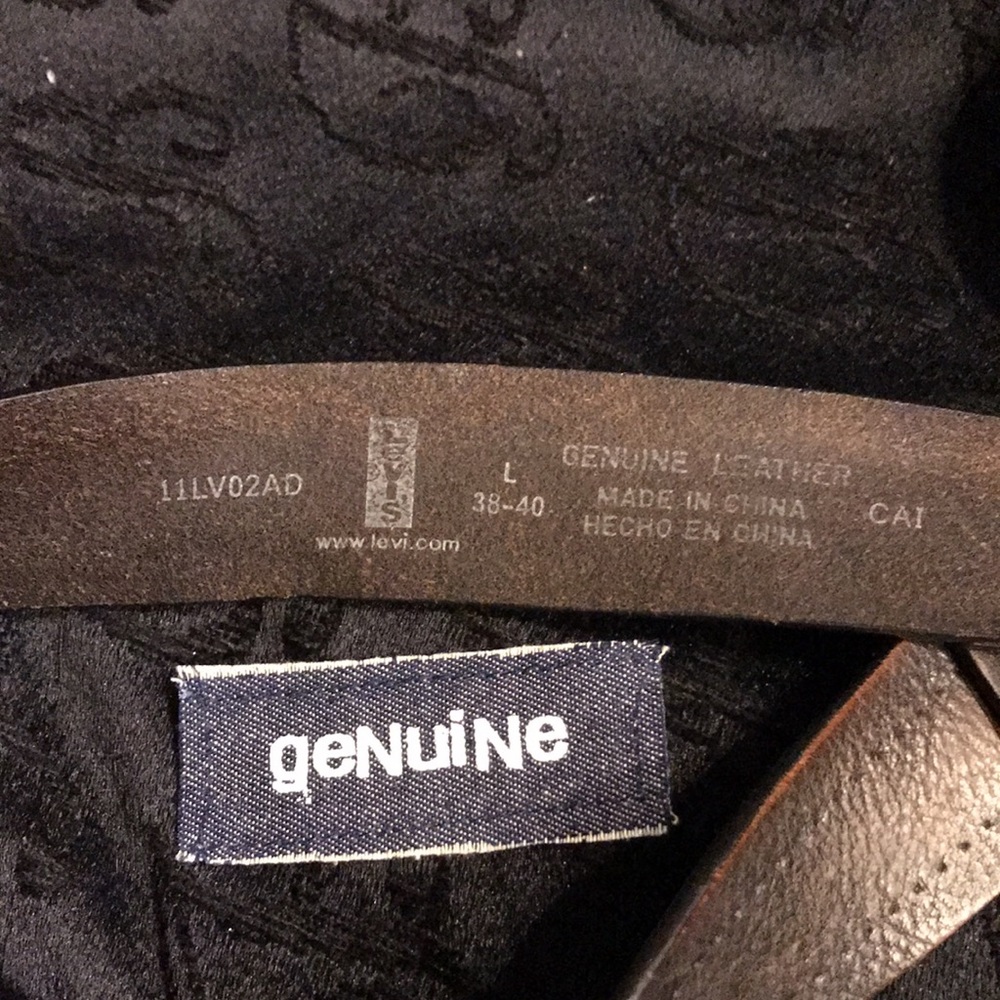 11LV02AD
LEVI'S
www.levi.com
L
38-40
GENUINE LEATHER
MADE IN CHINA
HECHO EN CHINA
CAI
geNuiNe